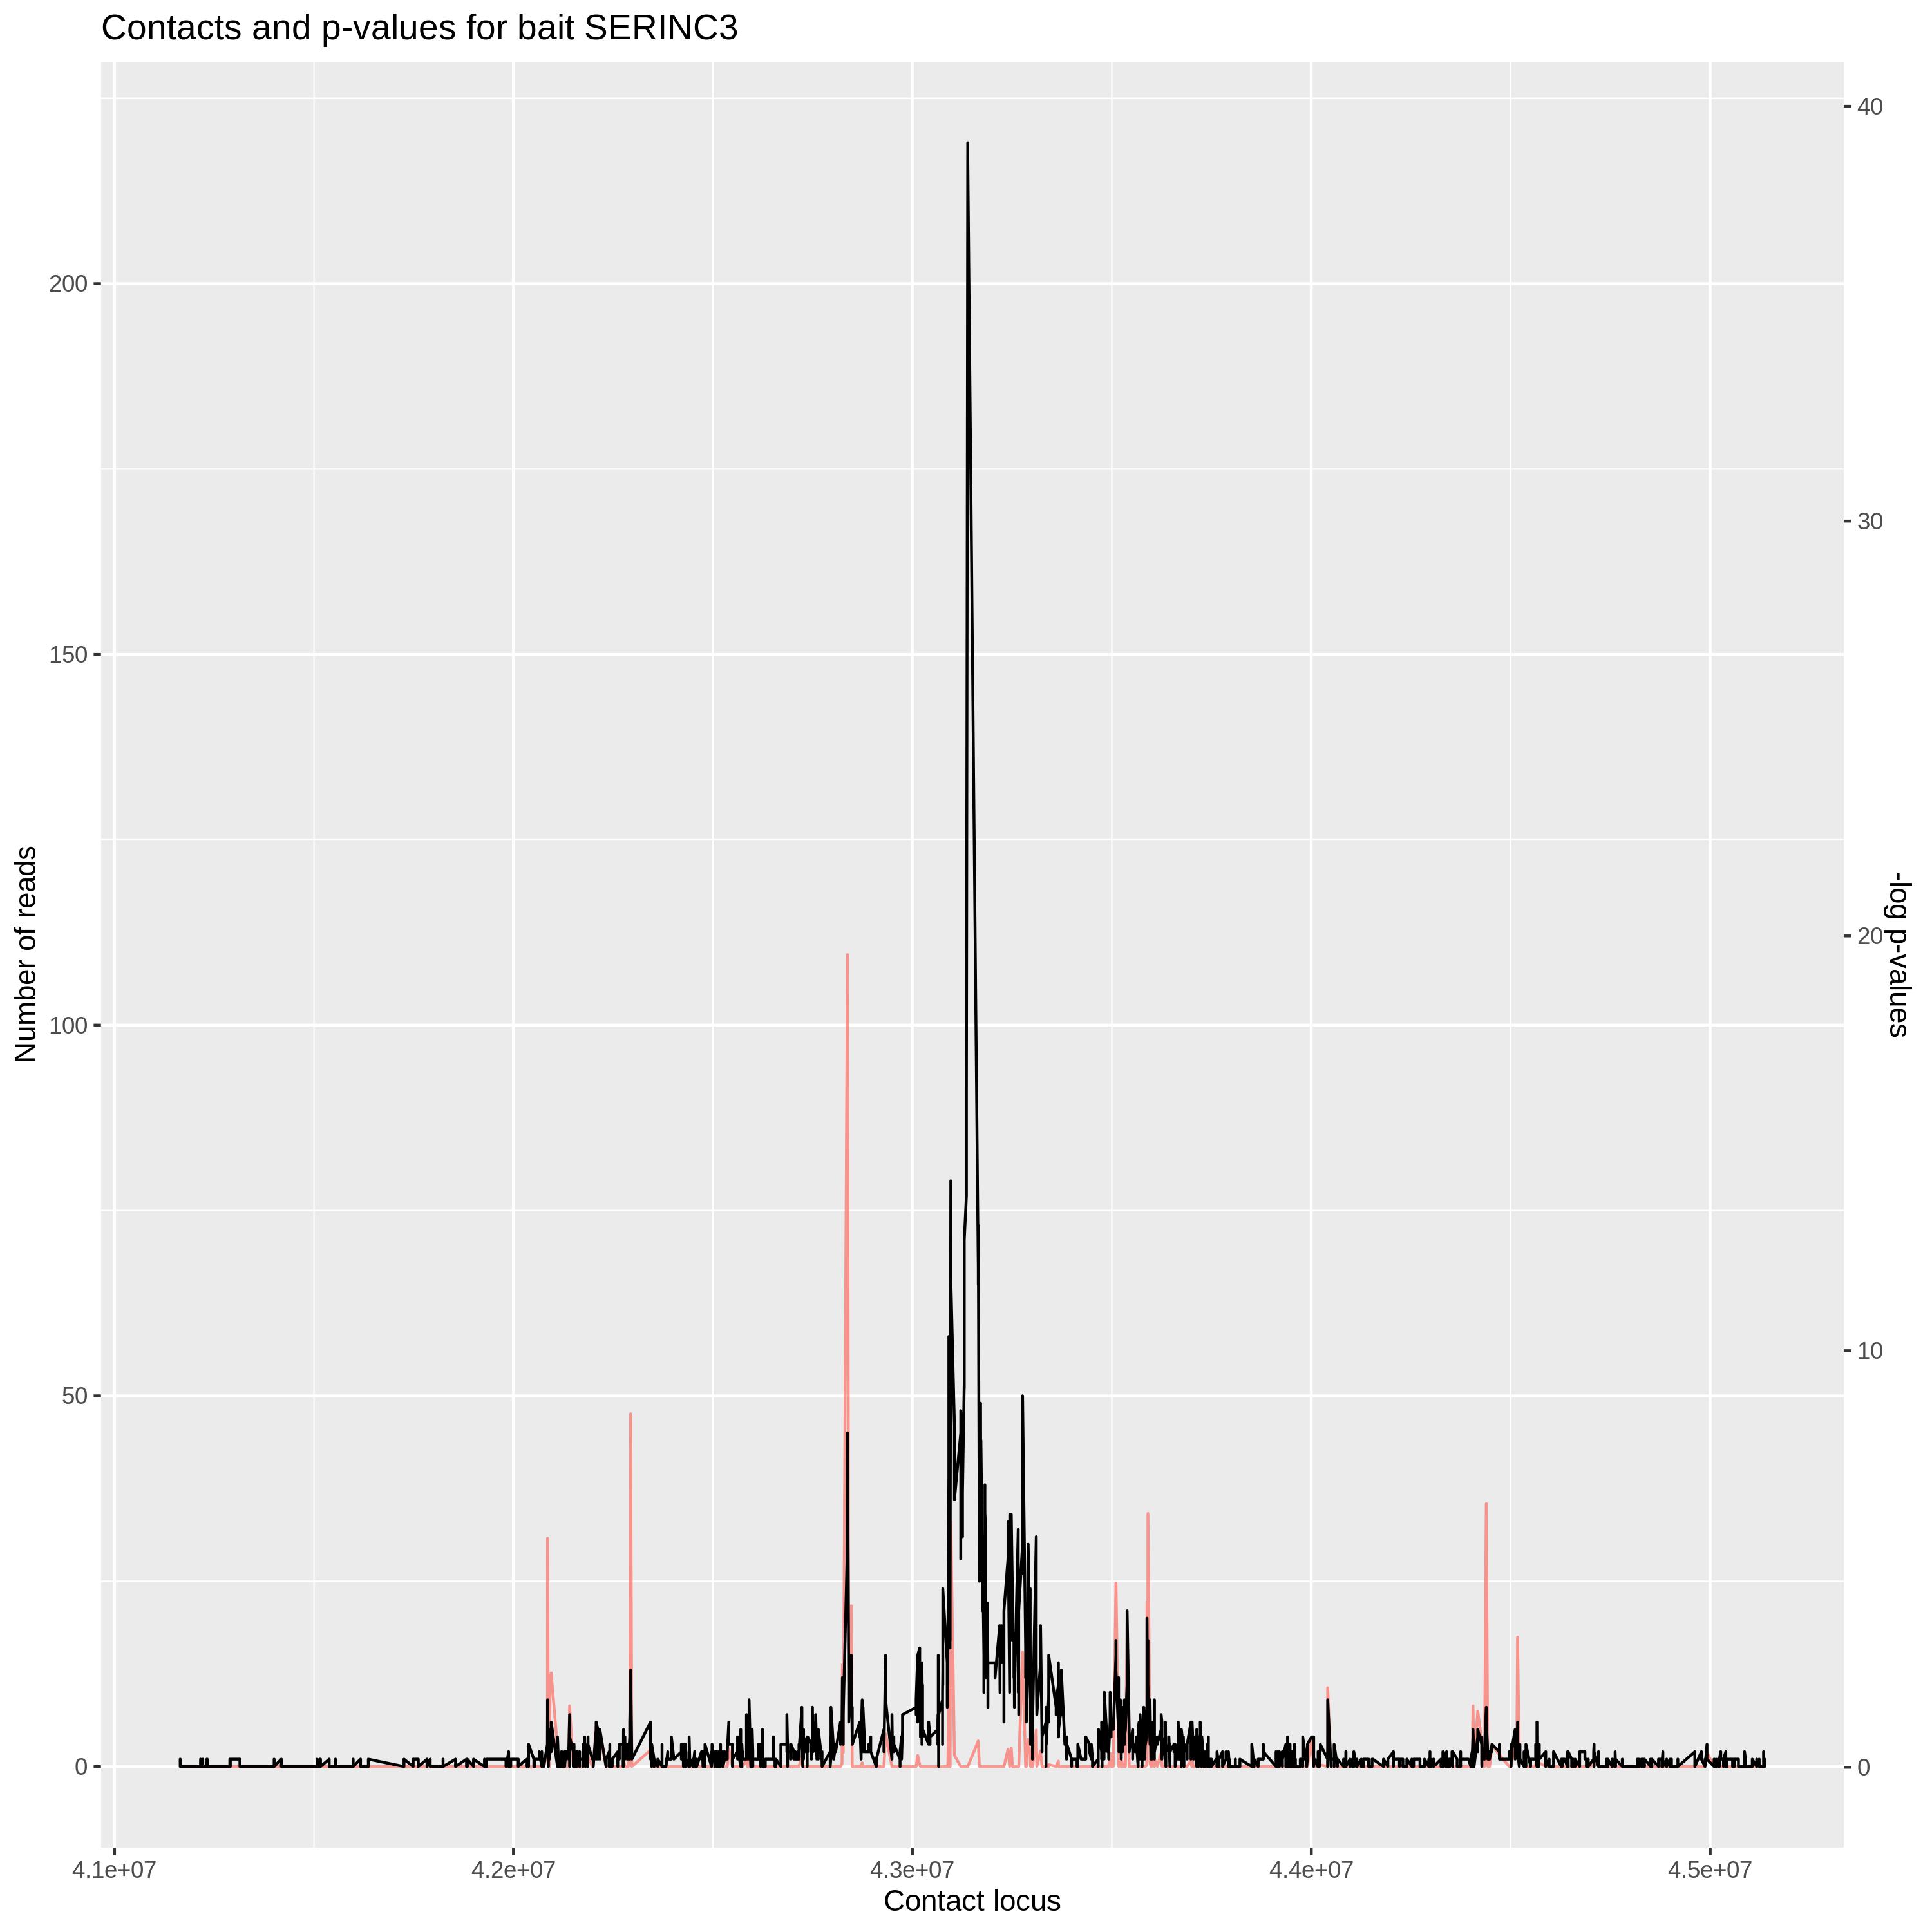 Contacts and p-values for bait SERINC3
Number of reads
200
150
100
50
0
40
30
20
10
0
-log p-values
4.1e+07 4.2e+07 4.3e+07 4.4e+07 4.5e+07
Contact locus